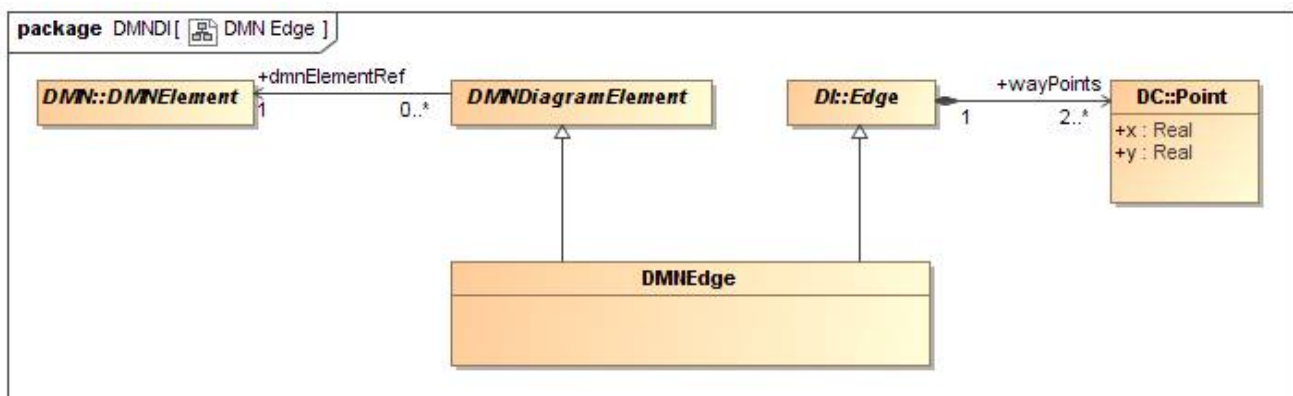 package DMNDI [ DMN Edge ]
+dmnElementRef
DMN::DMNElement
1
0..*
DMNDiagramElement
DI::Edge
1
+wayPoints
2..*
DC::Point
+x : Real
+y : Real
DMNEdge